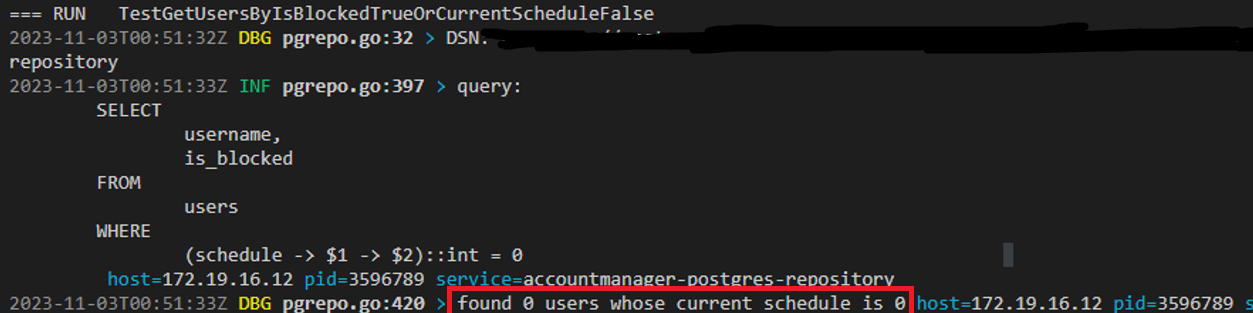 === RUN   TestGetUsersByIsBlockedTrueOrCurrentScheduleFalse
2023-11-03T00:51:32Z DBG pgrepo.go:32 > DSN:
repository
2023-11-03T00:51:33Z INF pgrepo.go:397 > query:
SELECT
username,
is_blocked
FROM
users
WHERE
(schedule -> $1 -> $2)::int = 0
host=172.19.16.12 pid=3596789 service=accountmanager-postgres-repository
2023-11-03T00:51:33Z DBG pgrepo.go:420 > found 0 users whose current schedule is 0 host=172.19.16.12 pid=3596789 s